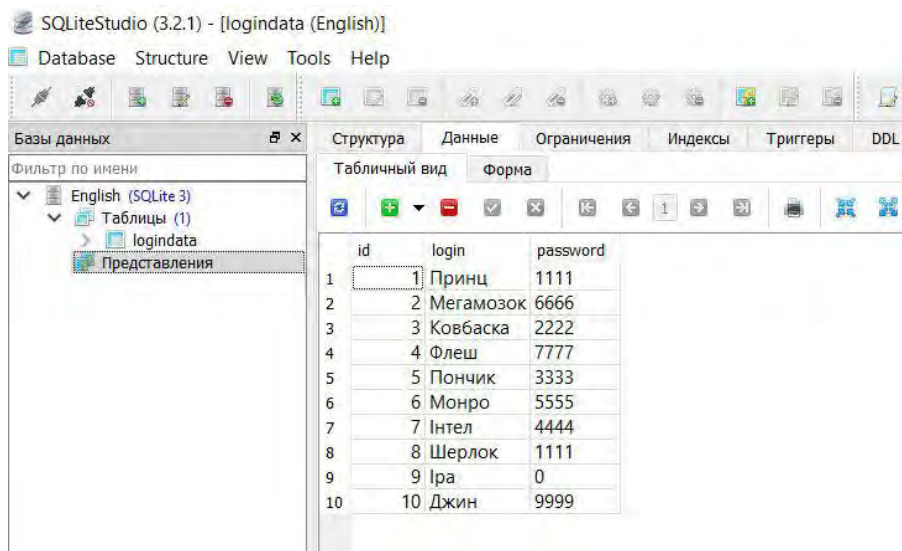 SQLiteStudio (3.2.1) - [logindata (English)]
Database Structure View Tools Help
Базы данных
Фильтр по имени
English (SQLite 3)
Таблицы (1)
logindata
Представления
Структура Данные Ограничения Индексы Триггеры DDL
Табличный вид Форма
1
id login password
1 1 Принц 1111
2 2 Мегамозок 6666
3 3 Ковбаска 2222
4 4 Флеш 7777
5 5 Пончик 3333
6 6 Монро 5555
7 7 Інтел 4444
8 8 Шерлок 1111
9 9 Іра 0
10 10 Джин 9999